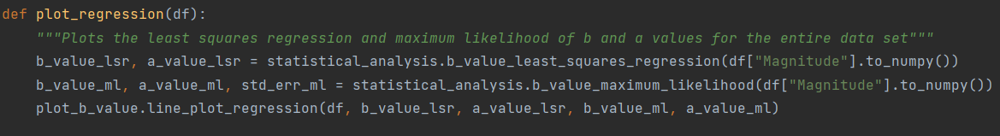 def plot_regression(df):
    """Plots the least squares regression and maximum likelihood of b and a values for the entire data set"""
    b_value_lsr, a_value_lsr = statistical_analysis.b_value_least_squares_regression(df["Magnitude"].to_numpy())
    b_value_ml, a_value_ml, std_err_ml = statistical_analysis.b_value_maximum_likelihood(df["Magnitude"].to_numpy())
    plot_b_value.line_plot_regression(df, b_value_lsr, a_value_lsr, b_value_ml, a_value_ml)